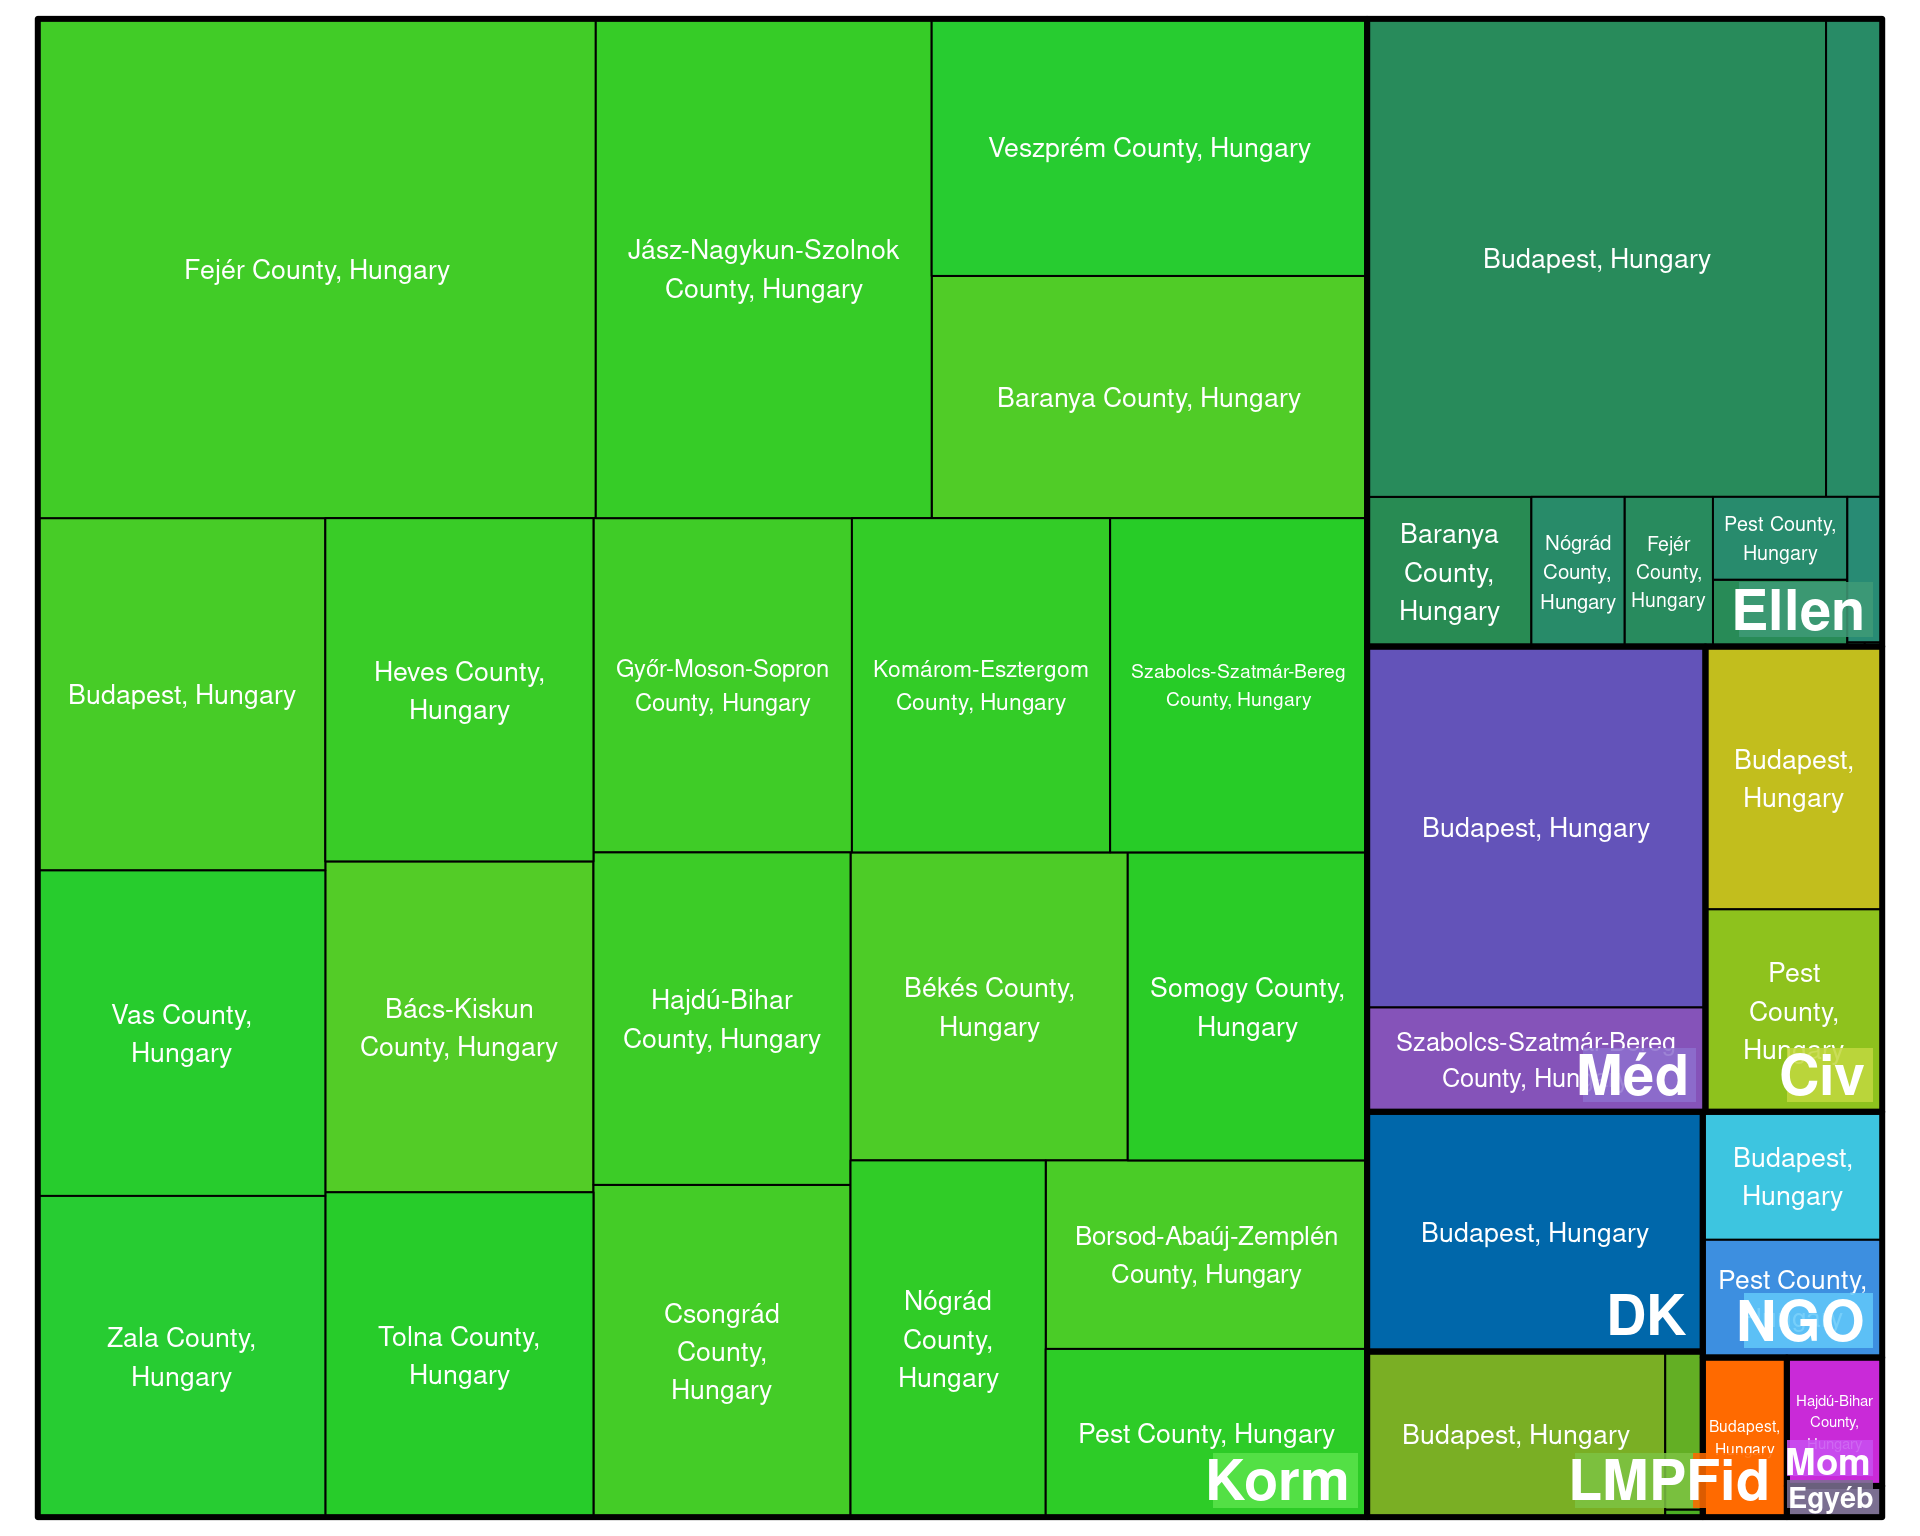 Fejér County, Hungary
Jász-Nagykun-Szolnok
County, Hungary
Veszprém County, Hungary
Baranya County, Hungary
Budapest, Hungary
Heves County,
Hungary
Győr-Moson-Sopron
County, Hungary
Komárom-Esztergom
County, Hungary
Szabolcs-Szatmár-Bereg
County, Hungary
Vas County,
Hungary
Bács-Kiskun
County, Hungary
Hajdú-Bihar
County, Hungary
Békés County,
Hungary
Somogy County,
Hungary
Zala County,
Hungary
Tolna County,
Hungary
Csongrád
County,
Hungary
Nógrád
County,
Hungary
Borsod-Abaúj-Zemplén
County, Hungary
Pest County, Hungary
Korm
Budapest, Hungary
Baranya
County,
Hungary
Nógrád
County,
Hungary
Fejér
County,
Hungary
Pest County,
Hungary
Ellen
Budapest, Hungary
Szabolcs-Szatmár-Bereg
County, Hungary
Méd
Budapest,
Hungary
Pest
County,
Hungary
Civ
Budapest, Hungary
DK
Budapest,
Hungary
Pest County,
NGO
Budapest, Hungary
LMP
Budapest,
Hungary
Fid
Hajdú-Bihar
County,
Hungary
Mom
Egyéb